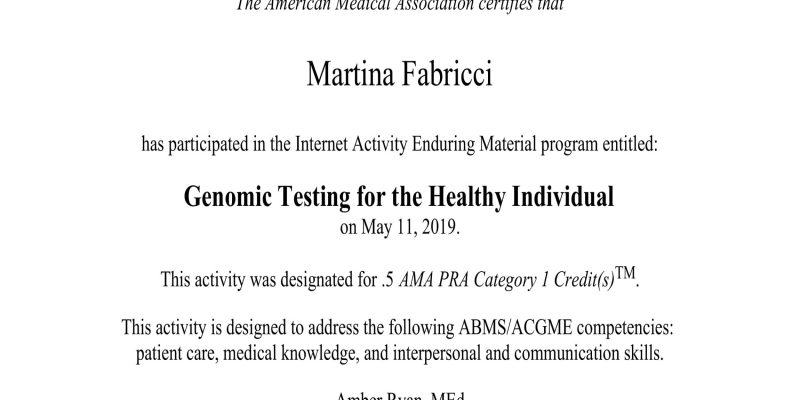 The American Medical Association certifies that
Martina Fabricci
has participated in the Internet Activity Enduring Material program entitled:
Genomic Testing for the Healthy Individual
on May 11, 2019.
This activity was designated for .5 AMA PRA Category 1 Credit(s)TM.
This activity is designed to address the following ABMS/ACGME competencies:
patient care, medical knowledge, and interpersonal and communication skills.
Amber Ryan, MEd